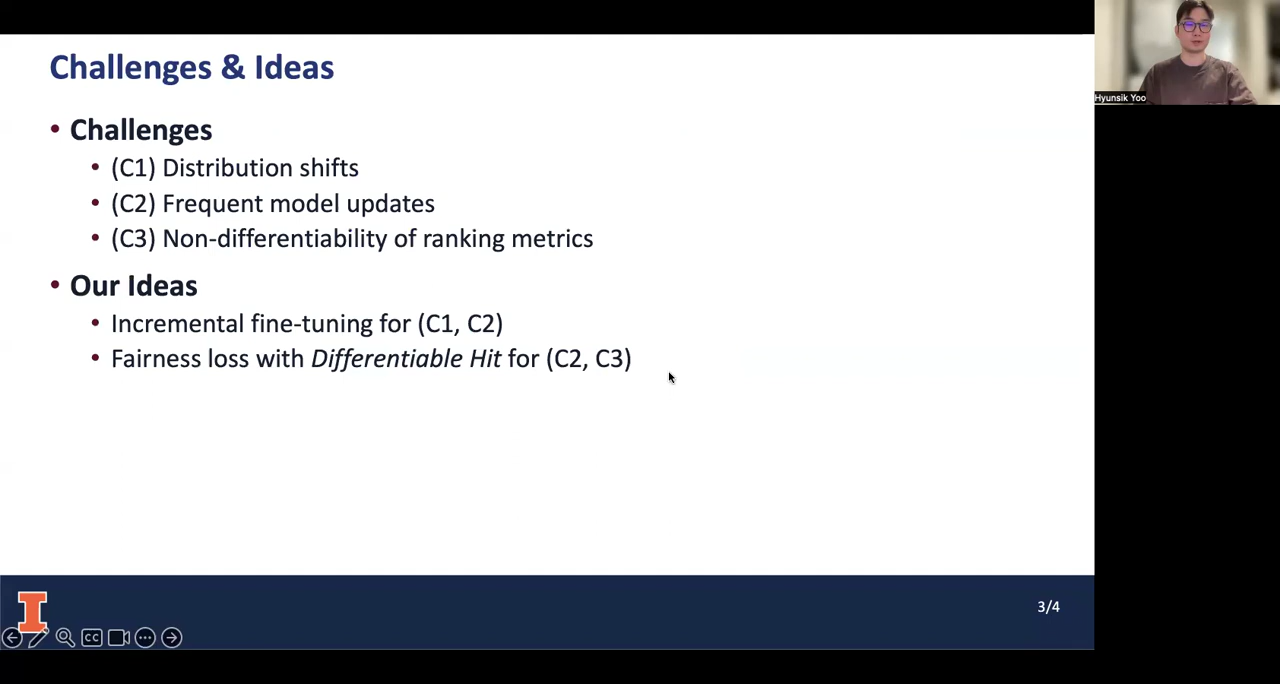 Challenges & Ideas
• Challenges
• (C1) Distribution shifts
• (C2) Frequent model updates
• (C3) Non-differentiability of ranking metrics
• Our Ideas
• Incremental fine-tuning for (C1, C2)
• Fairness loss with Differentiable Hit for (C2, C3)
Hyunsik Yoo
3/4
I
CC